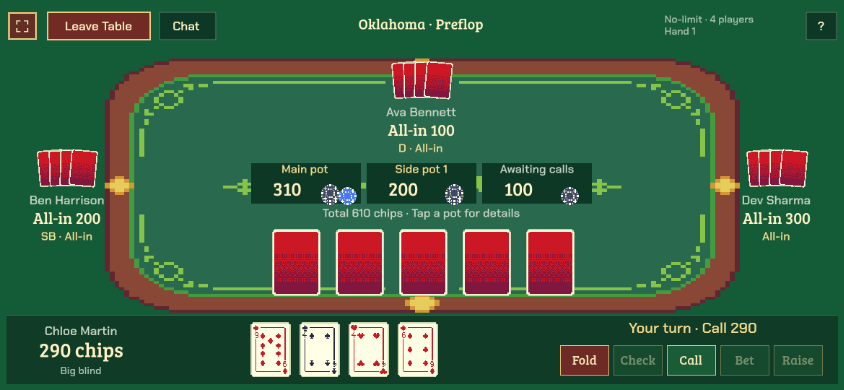 Leave Table
Chat
Oklahoma · Preflop
No-limit · 4 players
Hand 1
?
Ava Bennett
All-in 100
D · All-in
Ben Harrison
All-in 200
SB · All-in
Dev Sharma
All-in 300
All-in
Main pot
310
Side pot 1
200
Awaiting calls
100
Total 610 chips · Tap a pot for details
Chloe Martin
290 chips
Big blind
Your turn · Call 290
Fold
Check
Call
Bet
Raise